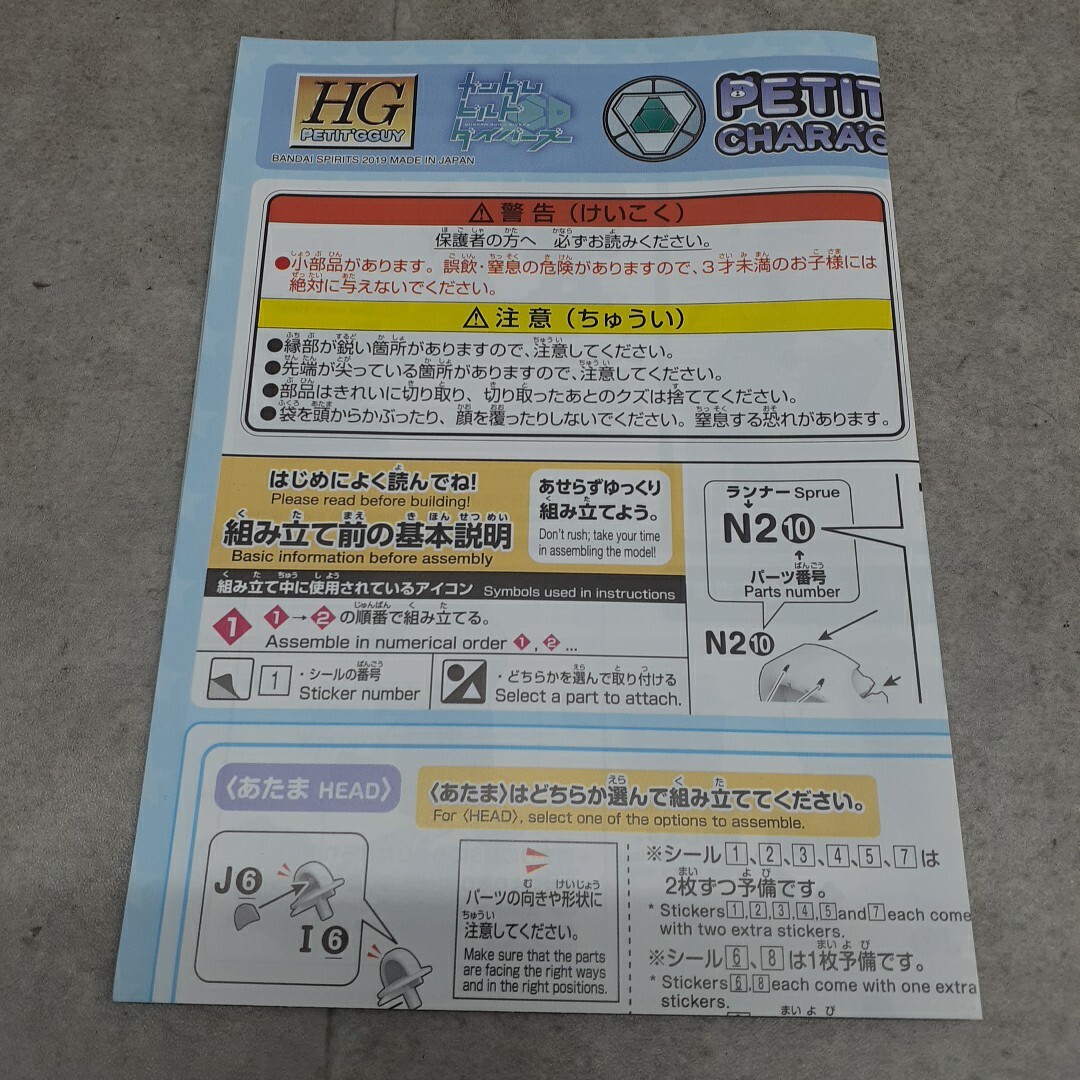 HG
PETIT'GGUY
ガンダム
ビルド
ダイバーズ
BANDAI SPIRITS 2019 MADE IN JAPAN
PETIT
CHARA'G
⚠警告（けいこく）
保護者の方へ 必ずお読みください。
●小部品があります。誤飲・窒息の危険がありますので、3才未満のお子様には
絶対に与えないでください。
⚠注意（ちゅうい）
●縁部が鋭い箇所がありますので、注意してください。
●先端が尖っている箇所がありますので、注意してください。
●部品はきれいに切り取り、切り取ったあとのクズは捨ててください。
●袋を頭からかぶったり、顔を覆ったりしないでください。窒息する恐れがあります。
はじめによく読んでね!
Please read before building!
組み立て前の基本説明
Basic information before assembly
あせらずゆっくり
組み立てよう。
Don't rush; take your time
in assembling the model!
組み立て中に使用されているアイコン Symbols used in instructions
1 1→2の順番で組み立てる。
Assemble in numerical order 1, 2 ...
1 ・シールの番号
Sticker number
・どちらかを選んで取り付ける
Select a part to attach.
ランナー Sprue
N2⑩
パーツ番号
Parts number
N2⑩
〈あたま HEAD〉
〈あたま〉はどちらか選んで組み立ててください。
For〈HEAD〉, select one of the options to assemble.
J⑥
I⑥
パーツの向きや形状に
注意してください。
Make sure that the parts
are facing the right ways
and in the right positions.
※シール1、2、3、4、5、7は
2枚ずつ予備です。
* Stickers1,2,3,4,5and7each come
with two extra stickers.
※シール6、8は1枚予備です。
* Stickers6,8each come with one extra
stickers.